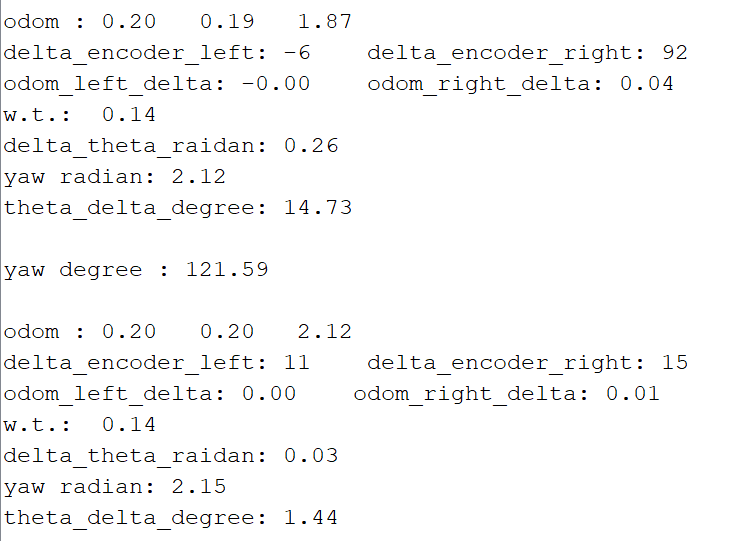 odom : 0.20   0.19   1.87
delta_encoder_left: -6    delta_encoder_right: 92
odom_left_delta: -0.00    odom_right_delta: 0.04
w.t.:  0.14
delta_theta_raidan: 0.26
yaw radian: 2.12
theta_delta_degree: 14.73
yaw degree : 121.59
odom : 0.20   0.20   2.12
delta_encoder_left: 11    delta_encoder_right: 15
odom_left_delta: 0.00    odom_right_delta: 0.01
w.t.:  0.14
delta_theta_raidan: 0.03
yaw radian: 2.15
theta_delta_degree: 1.44